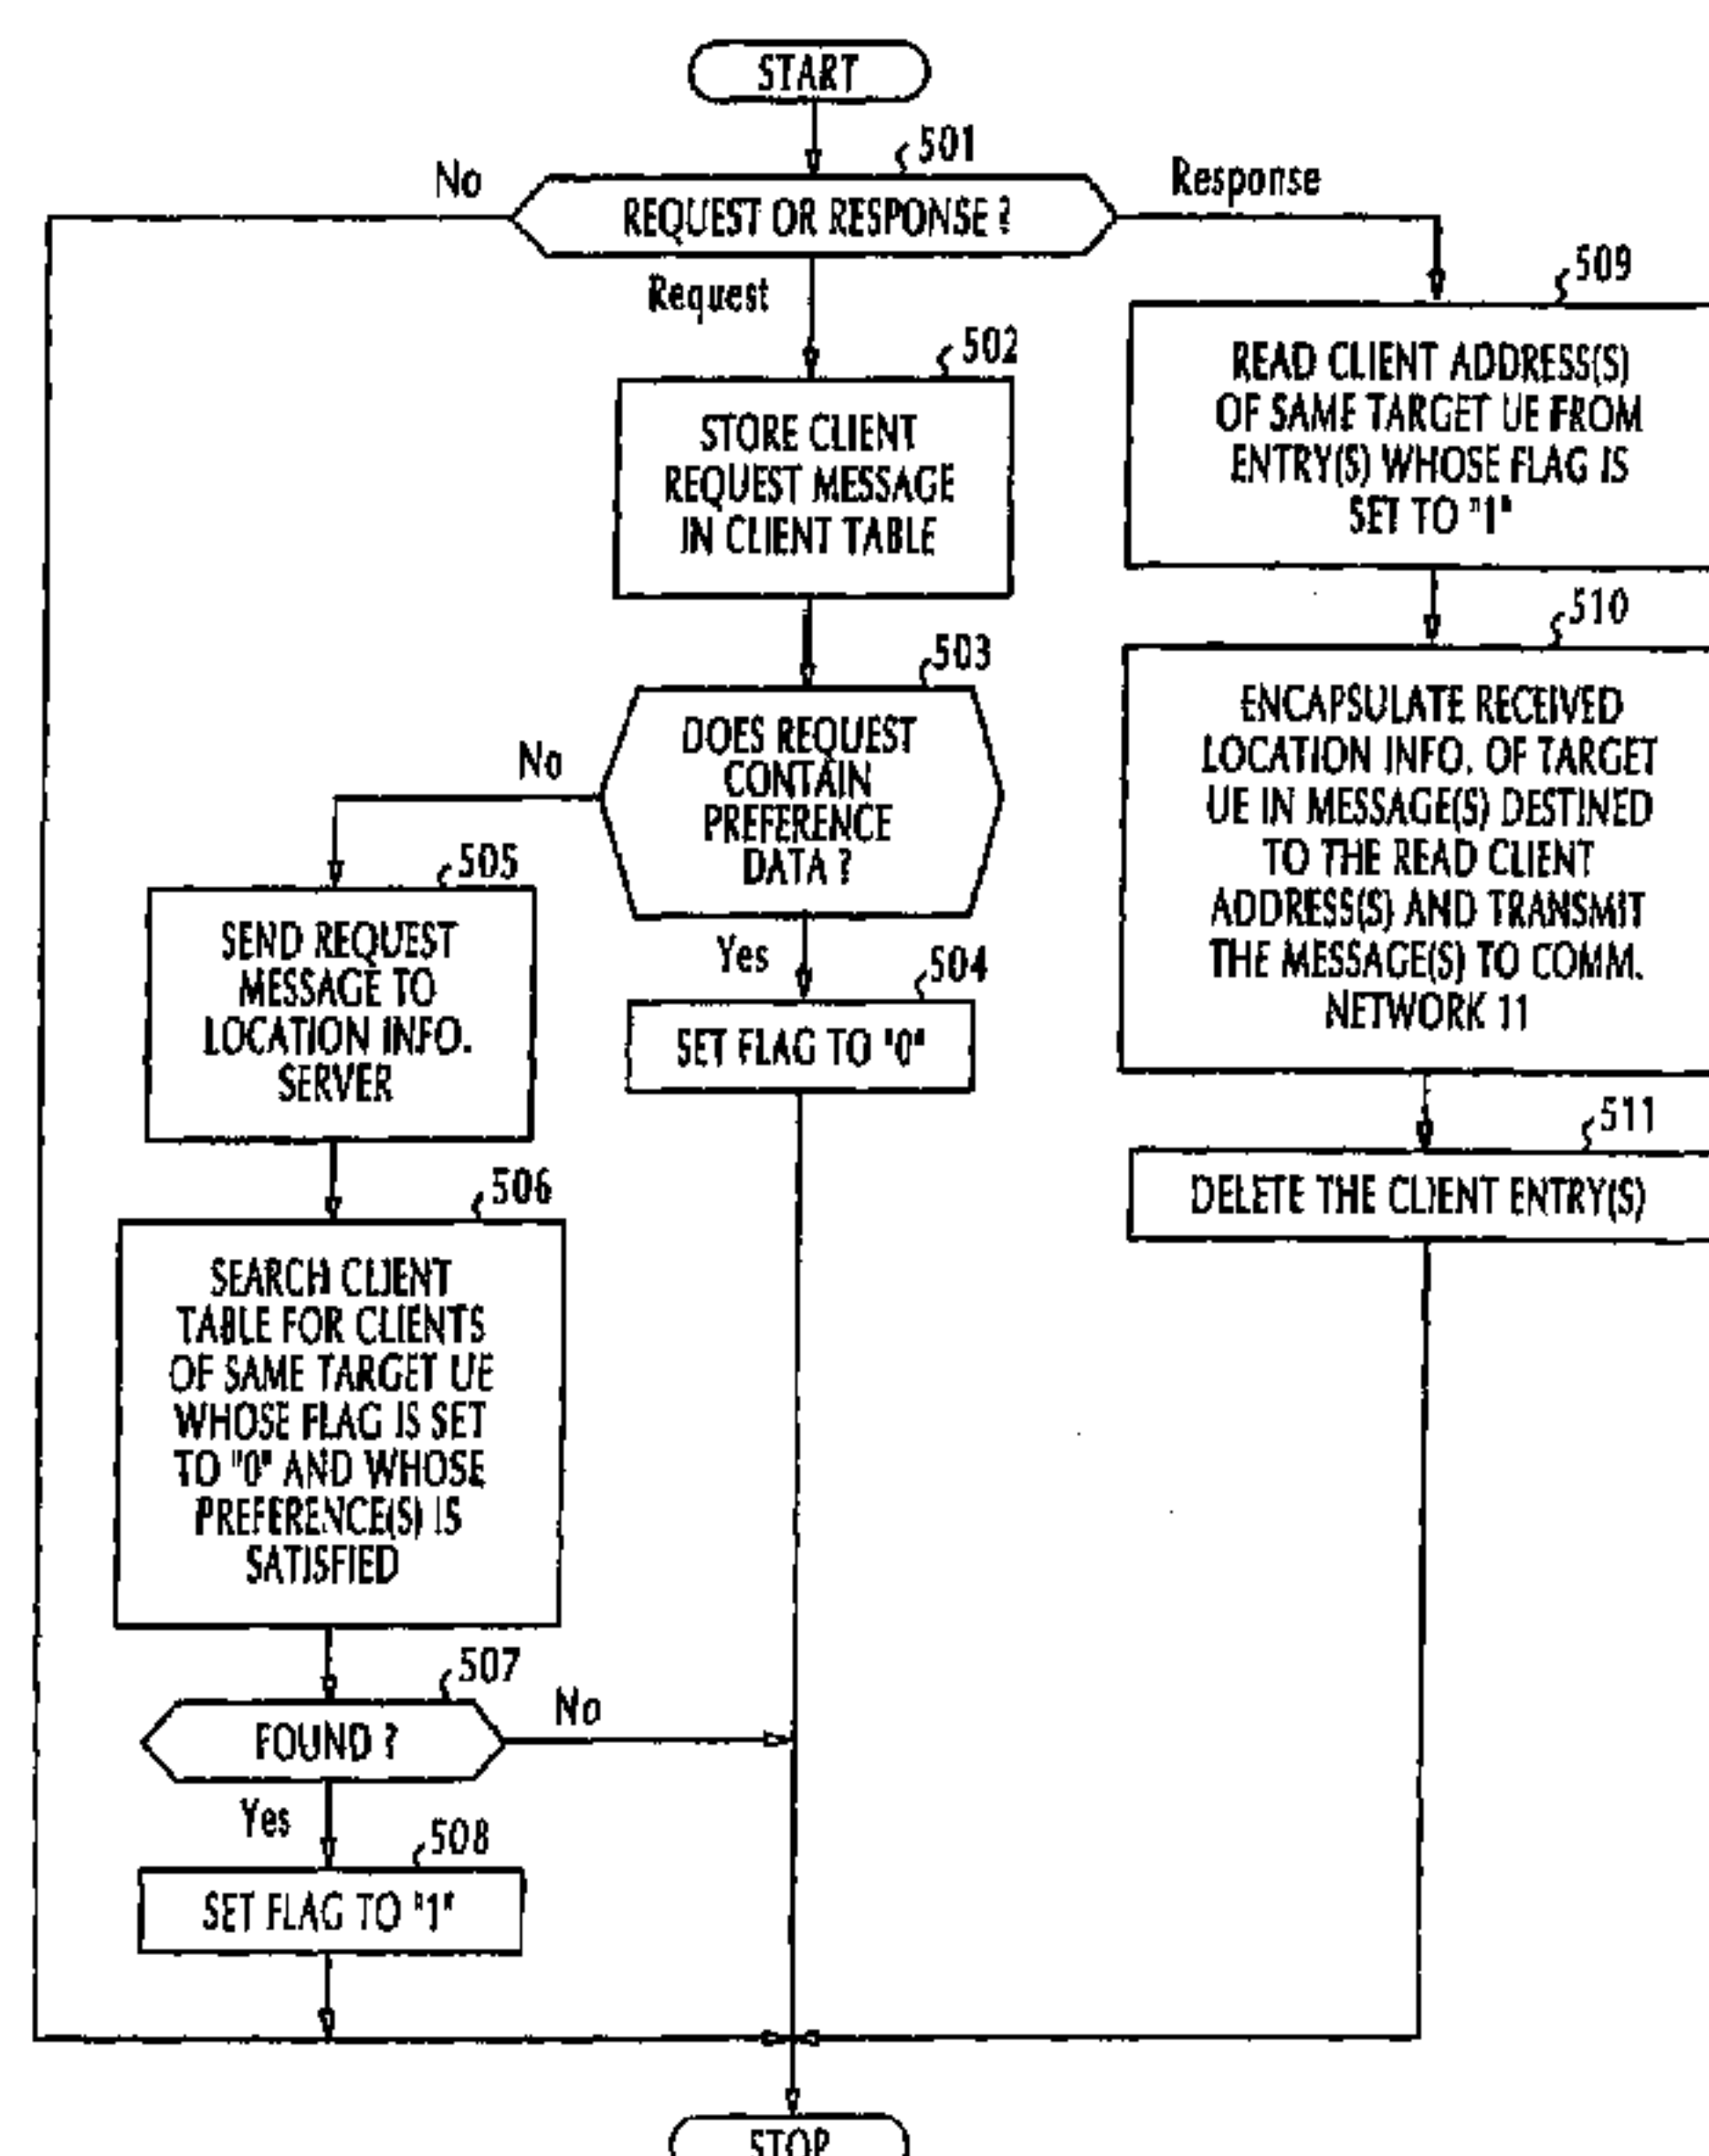 START
501
No
REQUEST OR RESPONSE ?
Response
Request
502
STORE CLIENT
REQUEST MESSAGE
IN CLIENT TABLE
503
DOES REQUEST
CONTAIN
PREFERENCE
DATA ?
No
Yes
504
SET FLAG TO "0"
505
SEND REQUEST
MESSAGE TO
LOCATION INFO.
SERVER
506
SEARCH CLIENT
TABLE FOR CLIENTS
OF SAME TARGET UE
WHOSE FLAG IS SET
TO "0" AND WHOSE
PREFERENCE(S) IS
SATISFIED
507
FOUND ?
No
Yes
508
SET FLAG TO "1"
509
READ CLIENT ADDRESS(S)
OF SAME TARGET UE FROM
ENTRY(S) WHOSE FLAG IS
SET TO "1"
510
ENCAPSULATE RECEIVED
LOCATION INFO. OF TARGET
UE IN MESSAGE(S) DESTINED
TO THE READ CLIENT
ADDRESS(S) AND TRANSMIT
THE MESSAGE(S) TO COMM.
NETWORK 11
511
DELETE THE CLIENT ENTRY(S)
STOP